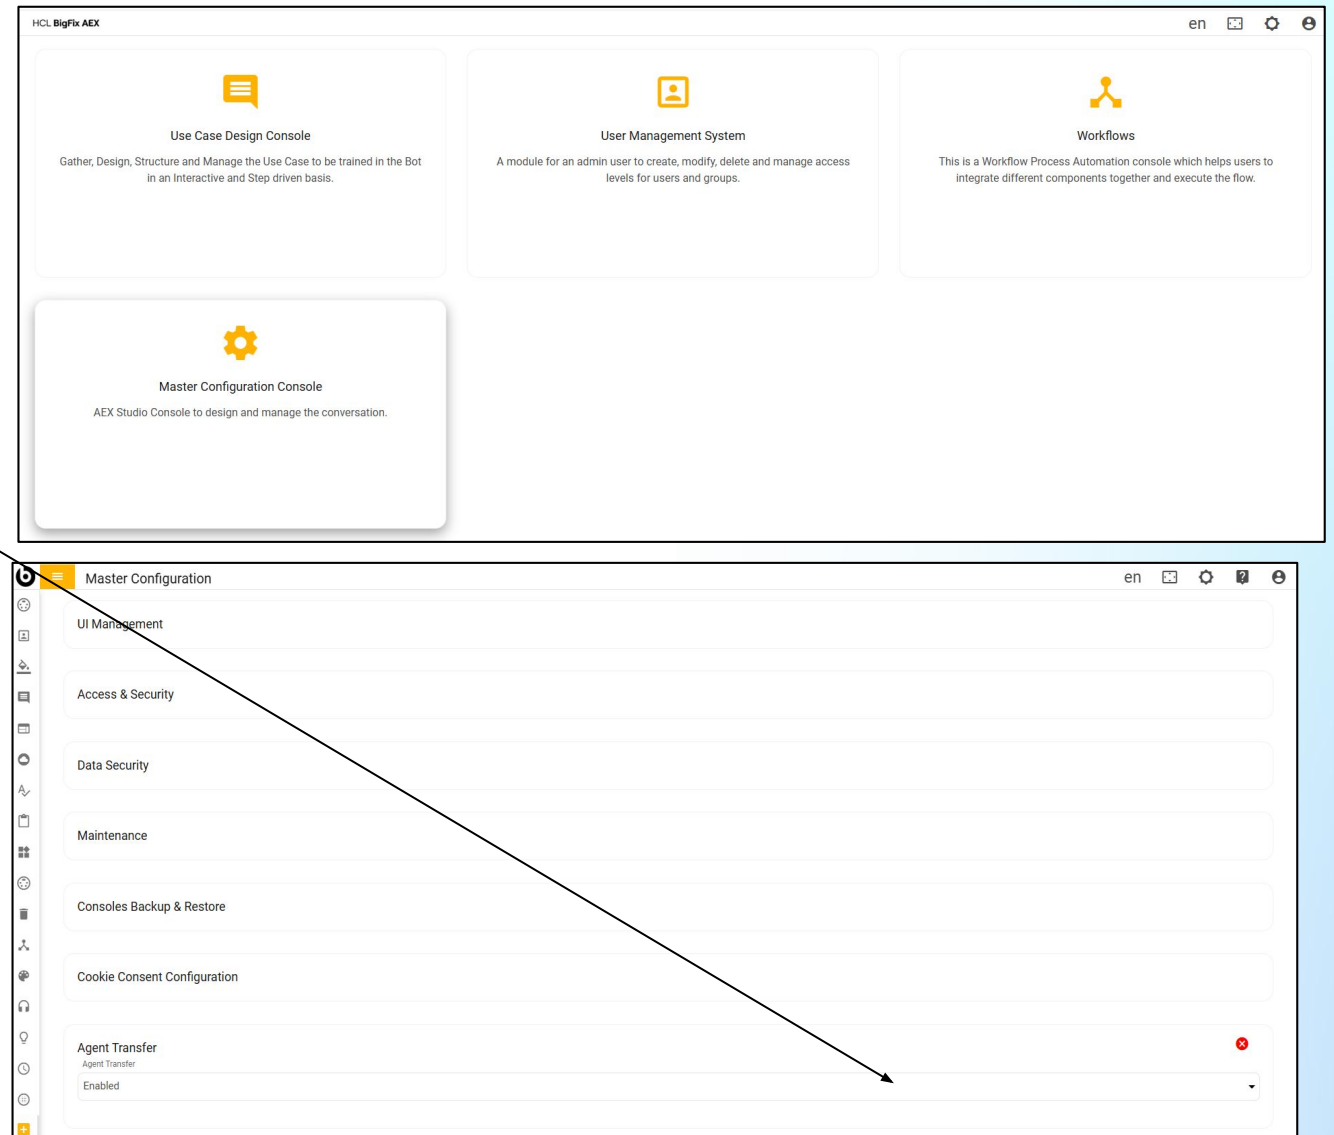 HCL BigFix AEX
en
Use Case Design Console
Gather, Design, Structure and Manage the Use Case to be trained in the Bot
in an Interactive and Step driven basis.
User Management System
A module for an admin user to create, modify, delete and manage access
levels for users and groups.
Workflows
This is a Workflow Process Automation console which helps users to
integrate different components together and execute the flow.
Master Configuration Console
AEX Studio Console to design and manage the conversation.
Master Configuration
en
UI Management
Access & Security
Data Security
Maintenance
Consoles Backup & Restore
Cookie Consent Configuration
Agent Transfer
Agent Transfer
Enabled